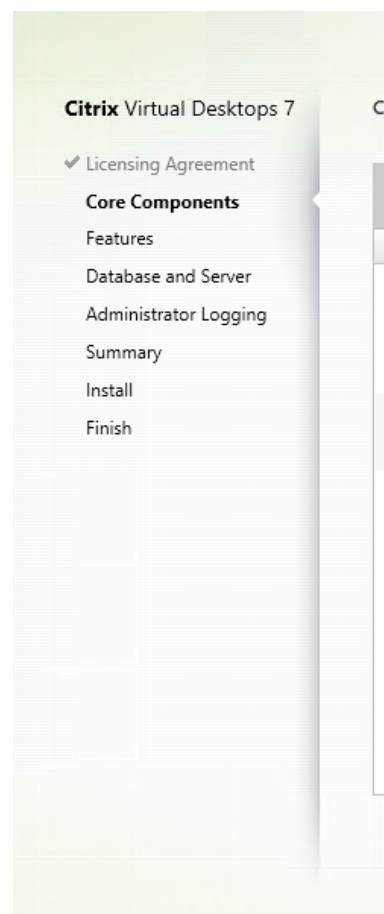 Citrix Virtual Desktops 7
✔ Licensing Agreement
Core Components
Features
Database and Server
Administrator Logging
Summary
Install
Finish
C